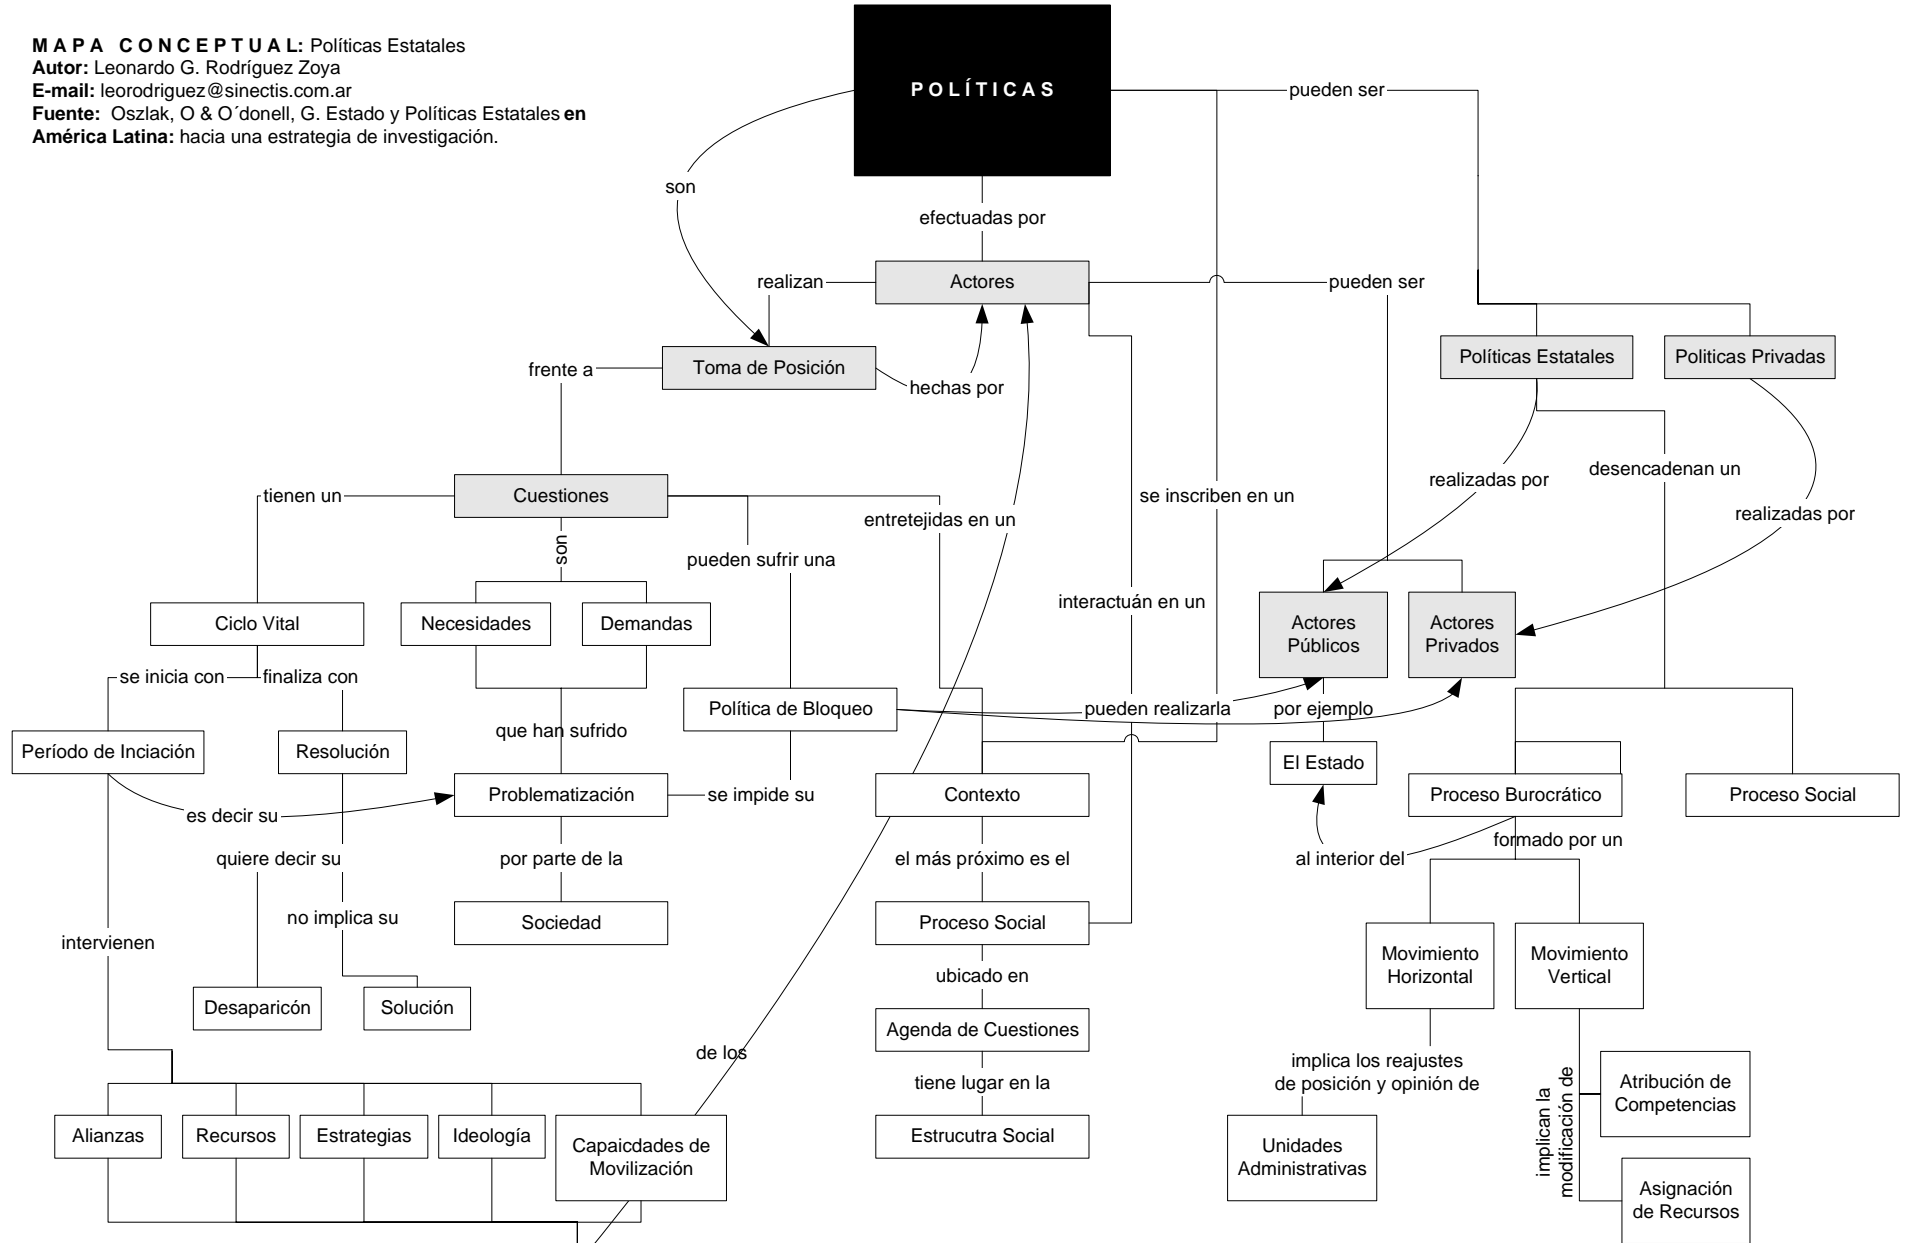 MAPA CONCEPTUAL: Políticas Estatales
Autor: Leonardo G. Rodríguez Zoya
E-mail: leorodriguez@sinectis.com.ar
Fuente: Oszlak, O & O´donell, G. Estado y Políticas Estatales en
América Latina: hacia una estrategia de investigación.
POLÍTICAS
pueden ser
son
efectuadas por
realizan
Actores
pueden ser
Toma de Posición
frente a
hechas por
Políticas Estatales
Politicas Privadas
realizadas por
desencadenan un
realizadas por
tienen un
Cuestiones
se inscriben en un
entretejidas en un
son
pueden sufrir una
interactuán en un
Ciclo Vital
Necesidades
Demandas
Actores
Públicos
Actores
Privados
se inicia con
finaliza con
Política de Bloqueo
pueden realizarla
por ejemplo
que han sufrido
Período de Inciación
Resolución
El Estado
es decir su
Problematización
se impide su
Contexto
Proceso Burocrático
Proceso Social
quiere decir su
por parte de la
el más próximo es el
al interior del
formado por un
no implica su
Sociedad
Proceso Social
intervienen
ubicado en
Movimiento
Horizontal
Movimiento
Vertical
Desaparicón
Solución
Agenda de Cuestiones
de los
tiene lugar en la
implica los reajustes
de posición y opinión de
implican la
modificación de
Atribución de
Competencias
Alianzas
Recursos
Estrategias
Ideología
Capaicdades de
Movilización
Estrucutra Social
Unidades
Administrativas
Asignación
de Recursos